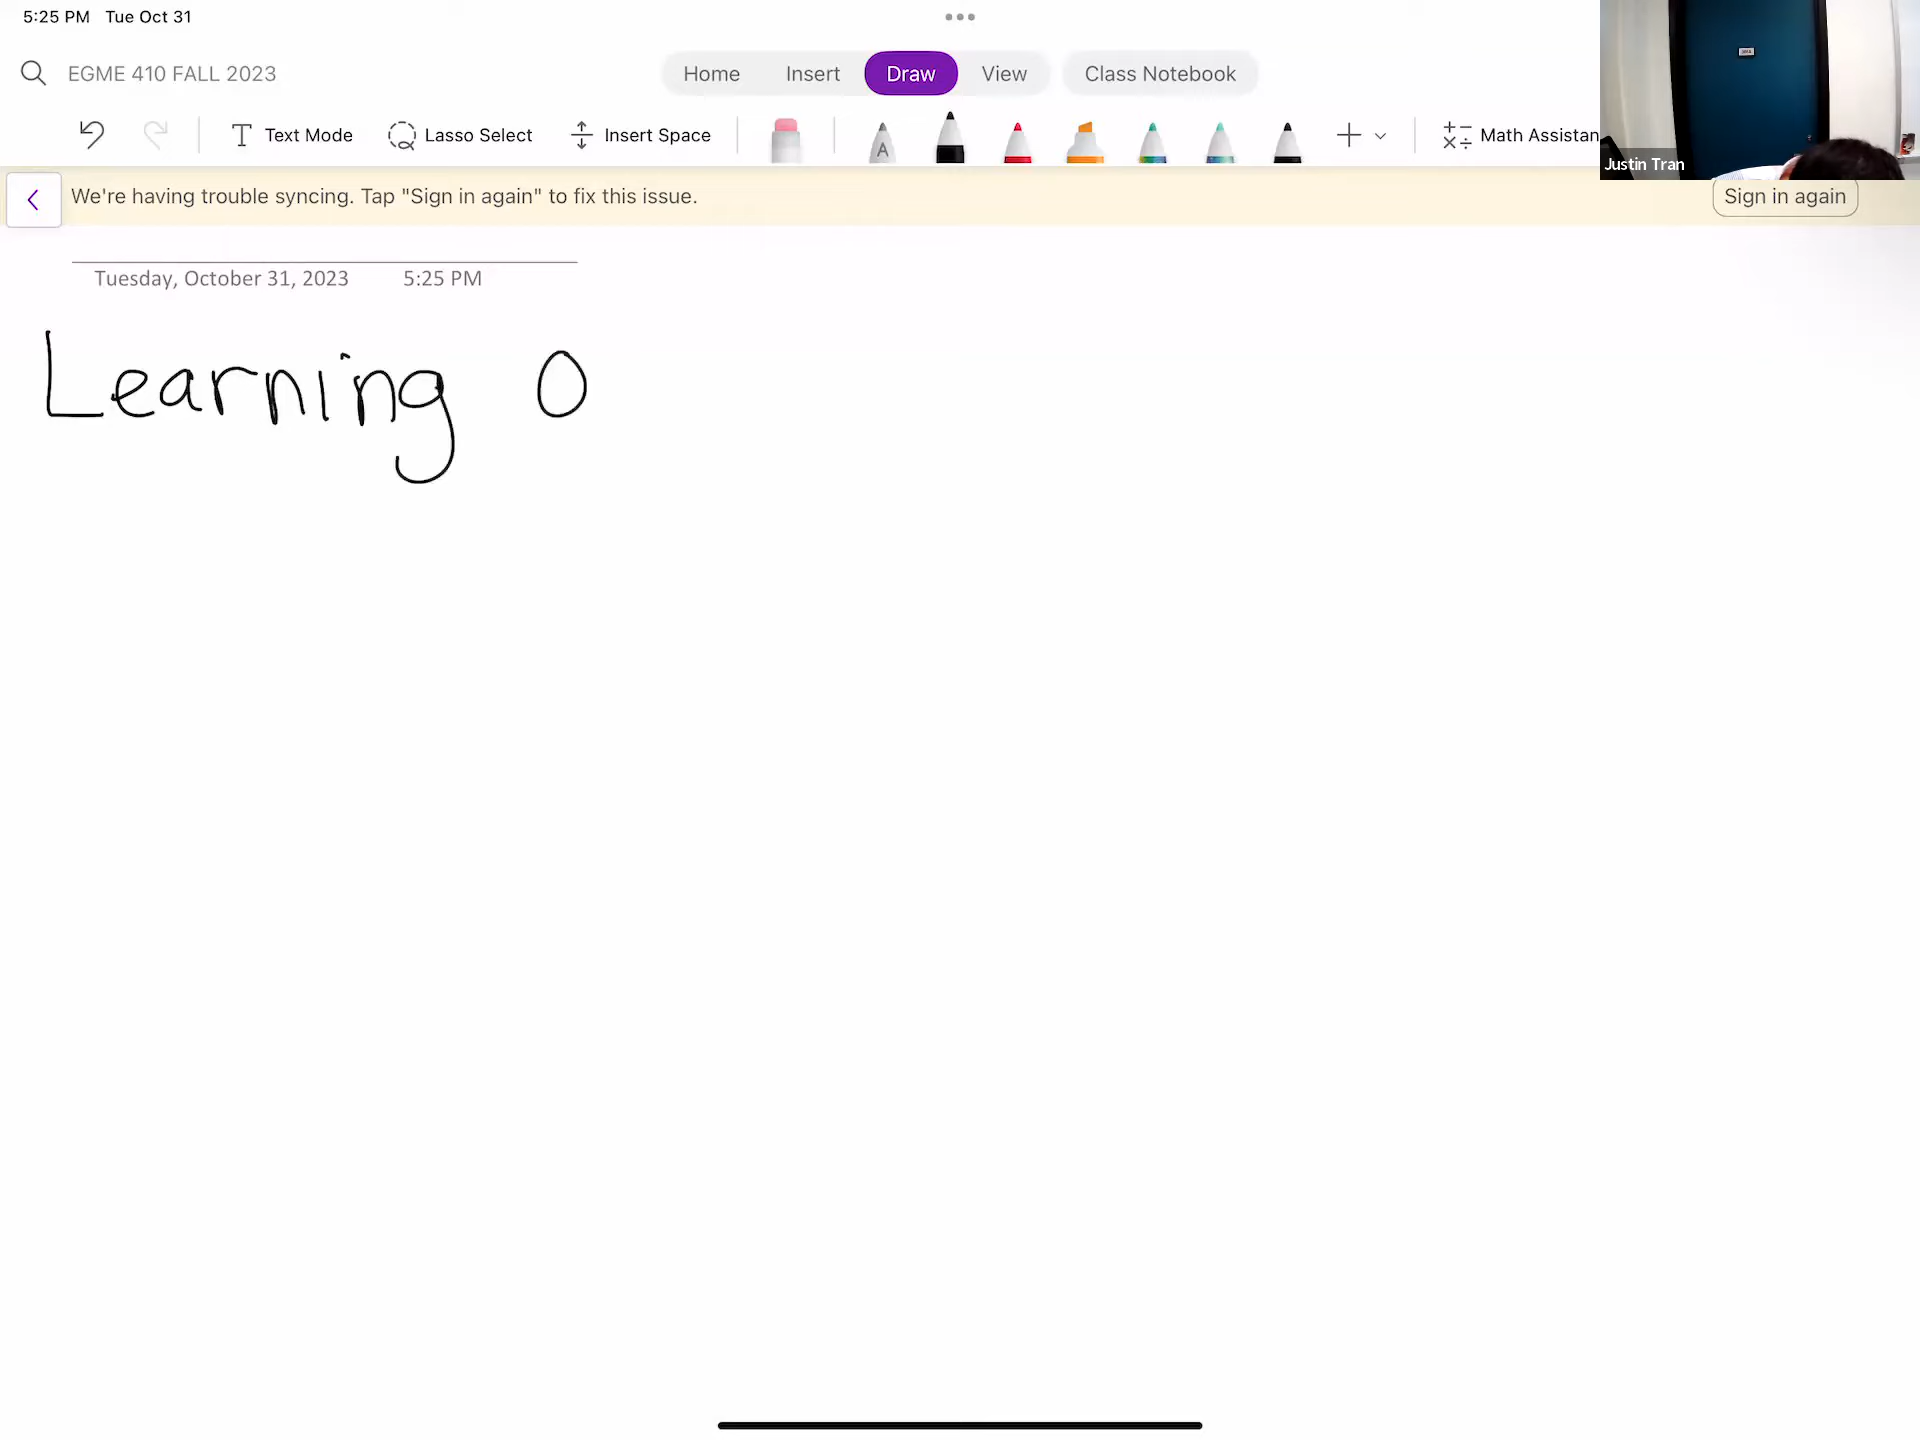 5:25 PM Tue Oct 31
EGME 410 FALL 2023
Home Insert Draw View Class Notebook
Text Mode Lasso Select Insert Space A Math Assistan
Justin Tran
We're having trouble syncing. Tap "Sign in again" to fix this issue. Sign in again
Tuesday, October 31, 2023 5:25 PM
Learning O